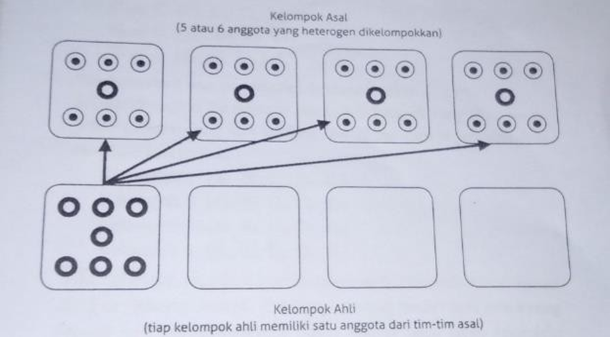 Kelompok Asal
(5 atau 6 anggota yang heterogen dikelompokkan)
Kelompok Ahli
(tiap kelompok ahli memiliki satu anggota dari tim-tim asal)